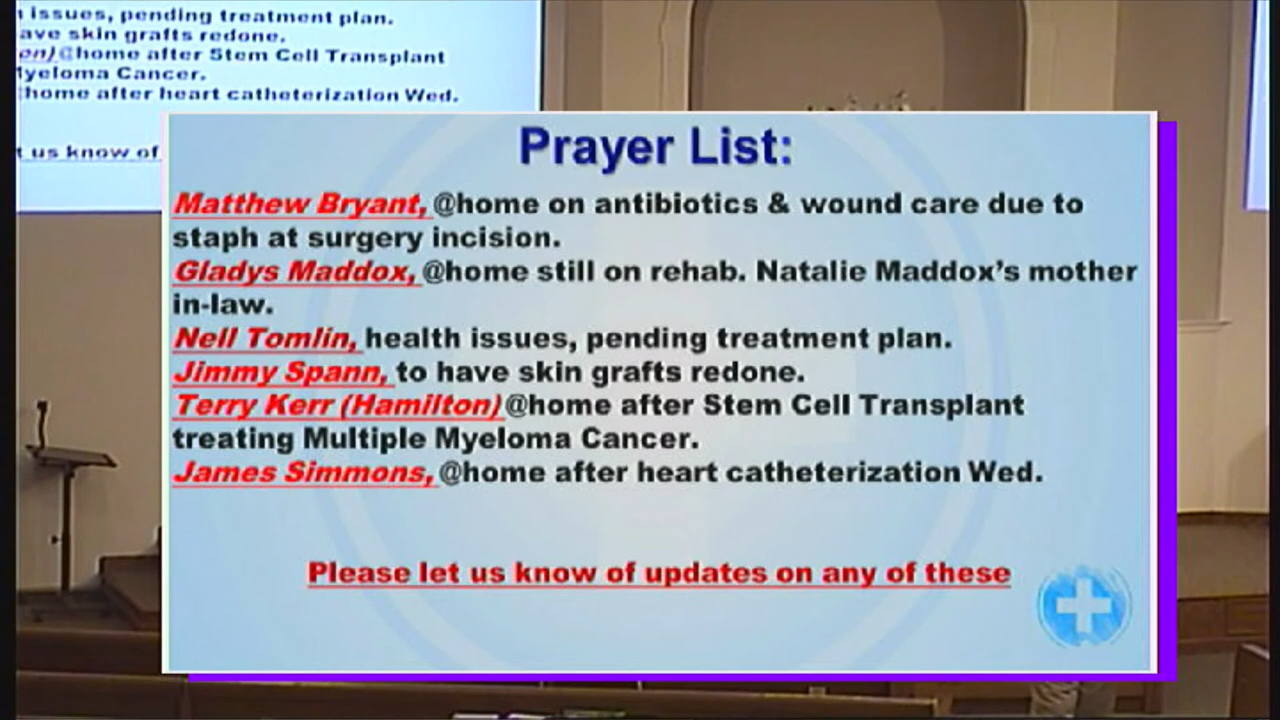 issues, pending treatment plan.
ave skin grafts redone.
en) @home after Stem Cell Transplant
yeloma Cancer.
home after heart catheterization Wed.
t us know of
Prayer List:
Matthew Bryant, @home on antibiotics & wound care due to
staph at surgery incision.
Gladys Maddox, @home still on rehab. Natalie Maddox's mother
in-law.
Nell Tomlin, health issues, pending treatment plan.
Jimmy Spann, to have skin grafts redone.
Terry Kerr (Hamilton) @home after Stem Cell Transplant
treating Multiple Myeloma Cancer.
James Simmons, @home after heart catheterization Wed.
Please let us know of updates on any of these